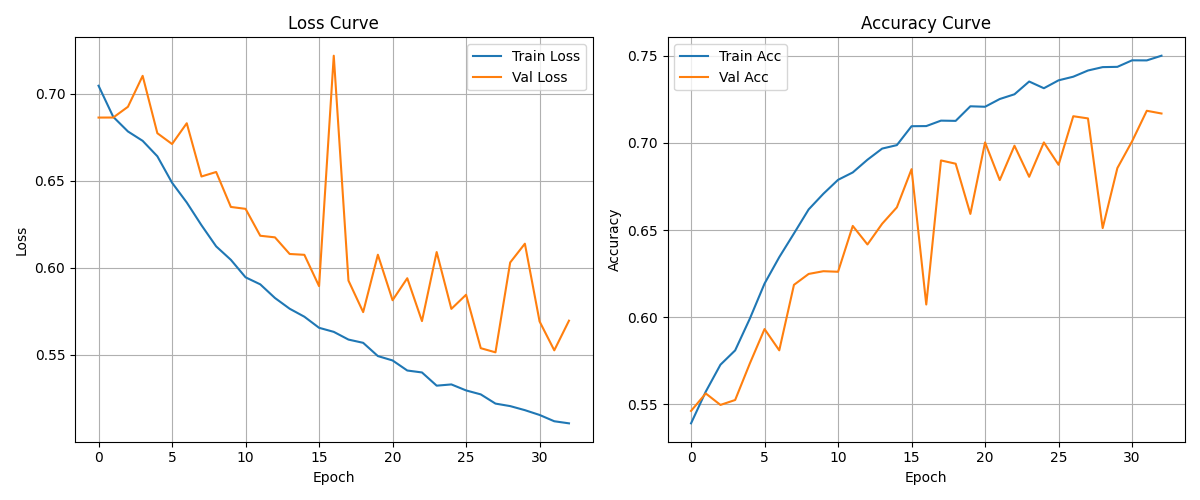 Loss Curve
Train Loss
Val Loss
0.70
0.65
0.60
0.55
Loss
0 5 10 15 20 25 30
Epoch
Accuracy Curve
Train Acc
Val Acc
0.75
0.70
0.65
0.60
0.55
Accuracy
0 5 10 15 20 25 30
Epoch